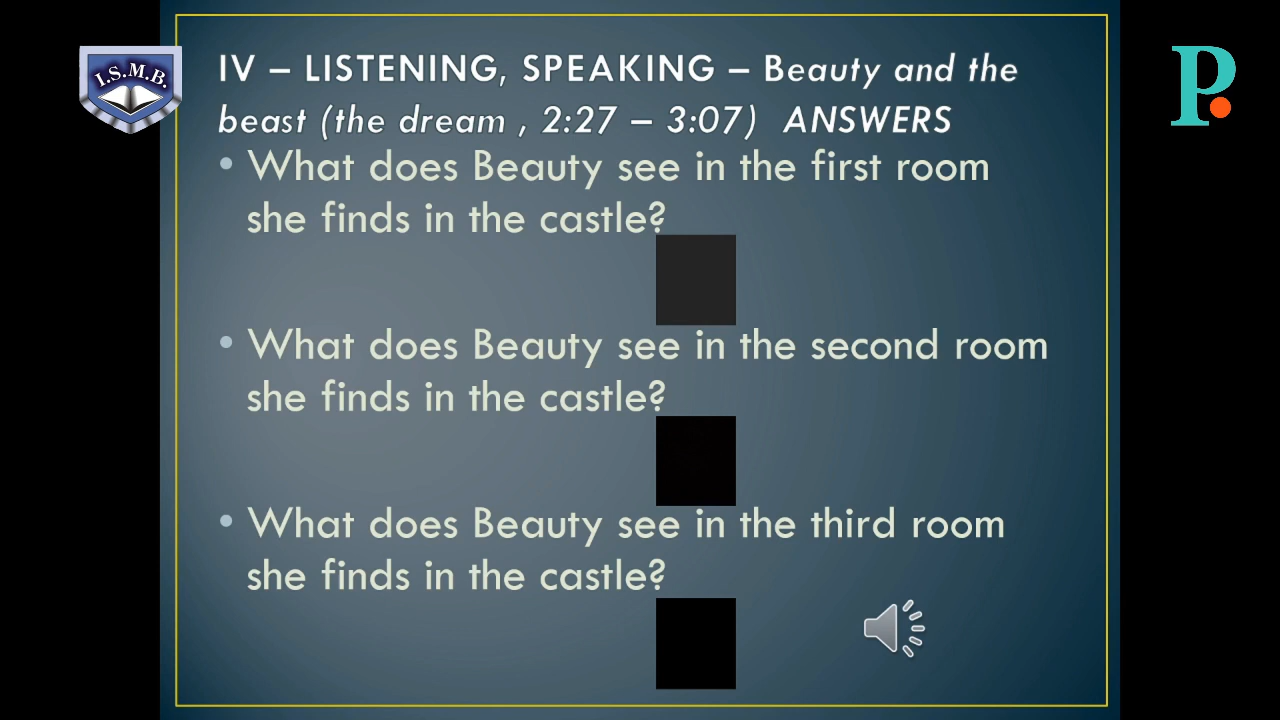 I.S.M.B.
P.
IV – LISTENING, SPEAKING – Beauty and the
beast (the dream , 2:27 – 3:07) ANSWERS
• What does Beauty see in the first room
she finds in the castle?
• What does Beauty see in the second room
she finds in the castle?
• What does Beauty see in the third room
she finds in the castle?